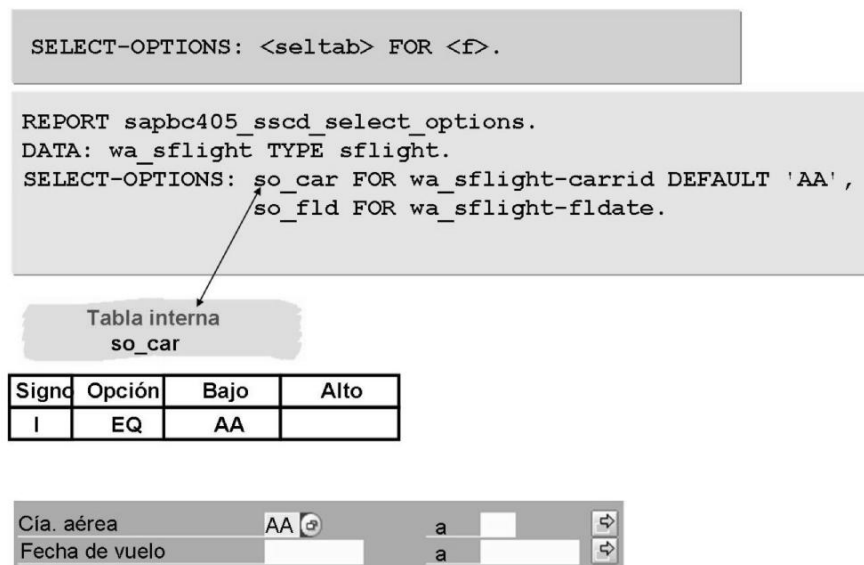 SELECT-OPTIONS: <seltab> FOR <f>.
REPORT sapbc405_sscd_select_options.
DATA: wa_sflight TYPE sflight.
SELECT-OPTIONS: so_car FOR wa_sflight-carrid DEFAULT 'AA',
so_fld FOR wa_sflight-fldate.
Tabla interna
so_car
Signo Opción Bajo Alto
I EQ AA
Cía. aérea AA a
Fecha de vuelo a